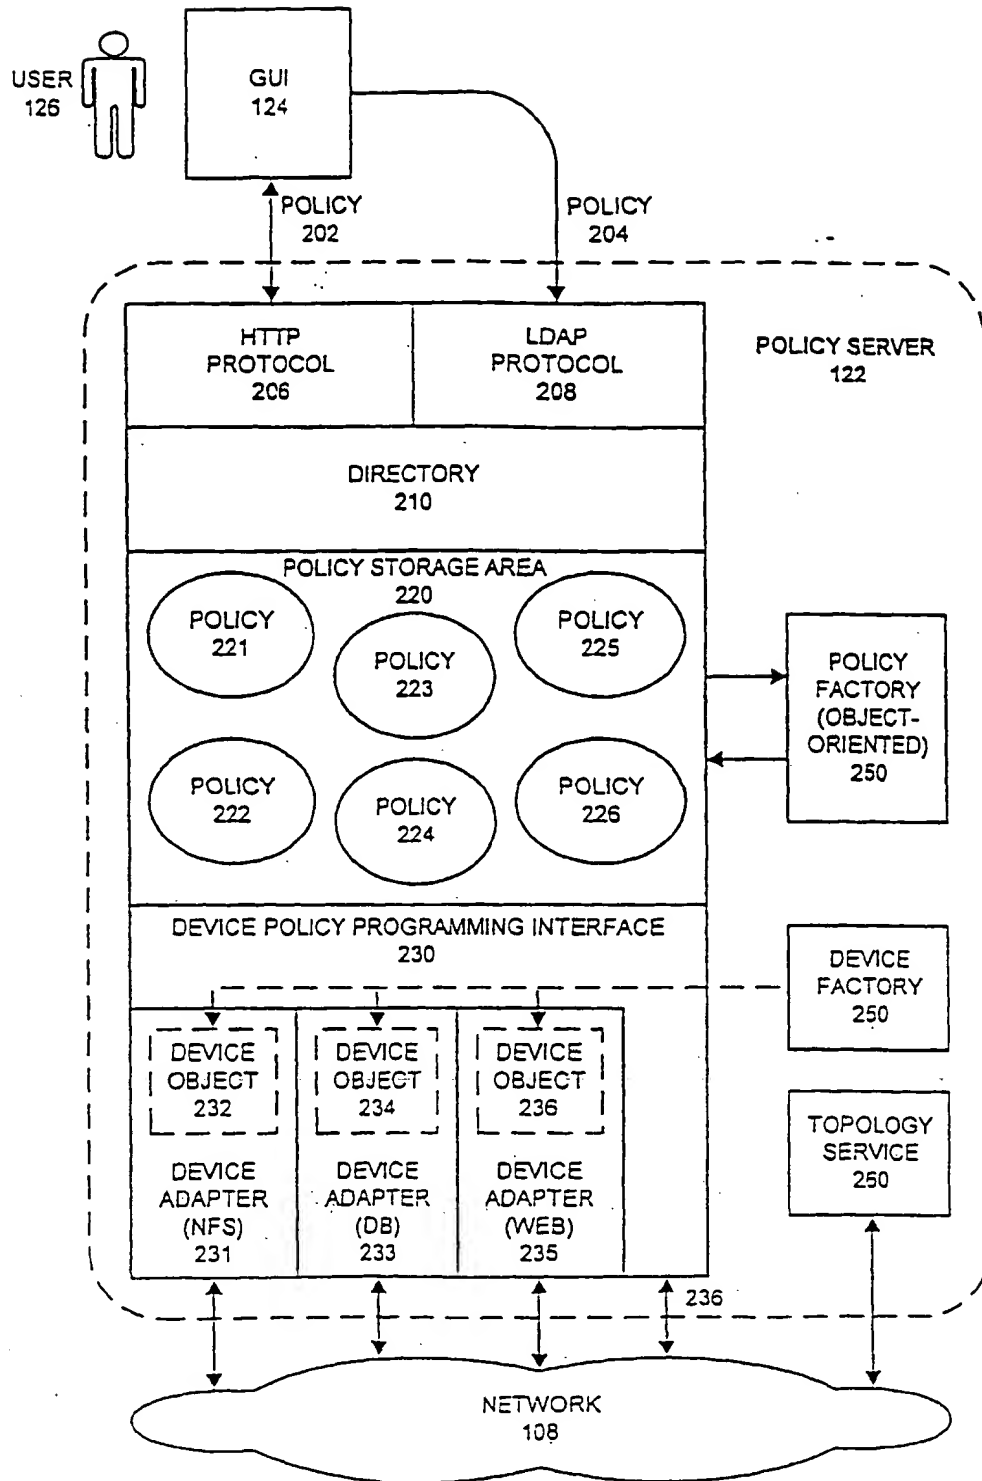 USER
126
GUI
124
POLICY
202
POLICY
204
HTTP
PROTOCOL
206
LDAP
PROTOCOL
208
POLICY SERVER
122
DIRECTORY
210
POLICY STORAGE AREA
220
POLICY
221
POLICY
223
POLICY
225
POLICY
222
POLICY
224
POLICY
226
POLICY
FACTORY
(OBJECT-
ORIENTED)
250
DEVICE POLICY PROGRAMMING INTERFACE
230
DEVICE
FACTORY
250
DEVICE
OBJECT
232
DEVICE
OBJECT
234
DEVICE
OBJECT
236
DEVICE
ADAPTER
(NFS)
231
DEVICE
ADAPTER
(DB)
233
DEVICE
ADAPTER
(WEB)
235
TOPOLOGY
SERVICE
260
236
NETWORK
108